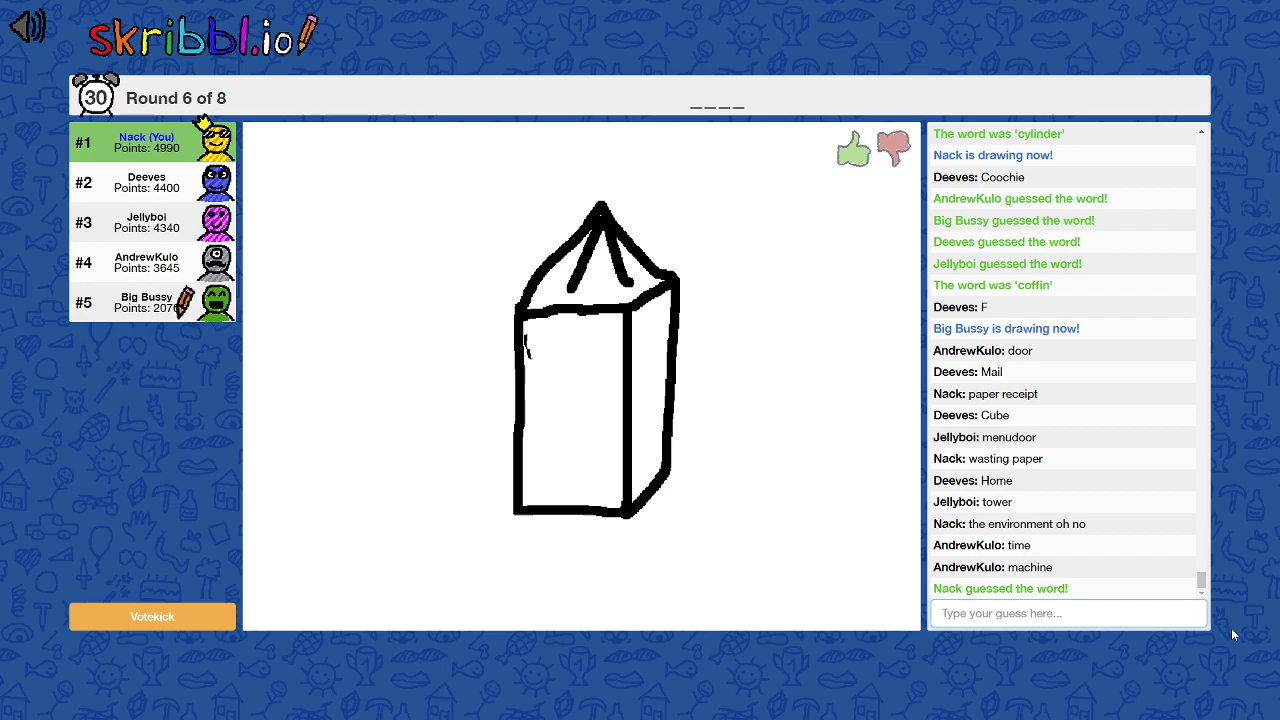 skribbl.io
30
Round 6 of 8
_ _ _ _
#1
Nack (You)
Points: 4990
#2
Deeves
Points: 4400
#3
Jellyboi
Points: 4340
#4
AndrewKulo
Points: 3645
#5
Big Bussy
Points: 2076
Votekick
The word was 'cylinder'
Nack is drawing now!
Deeves: Coochie
AndrewKulo guessed the word!
Big Bussy guessed the word!
Deeves guessed the word!
Jellyboi guessed the word!
The word was 'coffin'
Deeves: F
Big Bussy is drawing now!
AndrewKulo: door
Deeves: Mail
Nack: paper receipt
Deeves: Cube
Jellyboi: menudoor
Nack: wasting paper
Deeves: Home
Jellyboi: tower
Nack: the environment oh no
AndrewKulo: time
AndrewKulo: machine
Nack guessed the word!
Type your guess here...